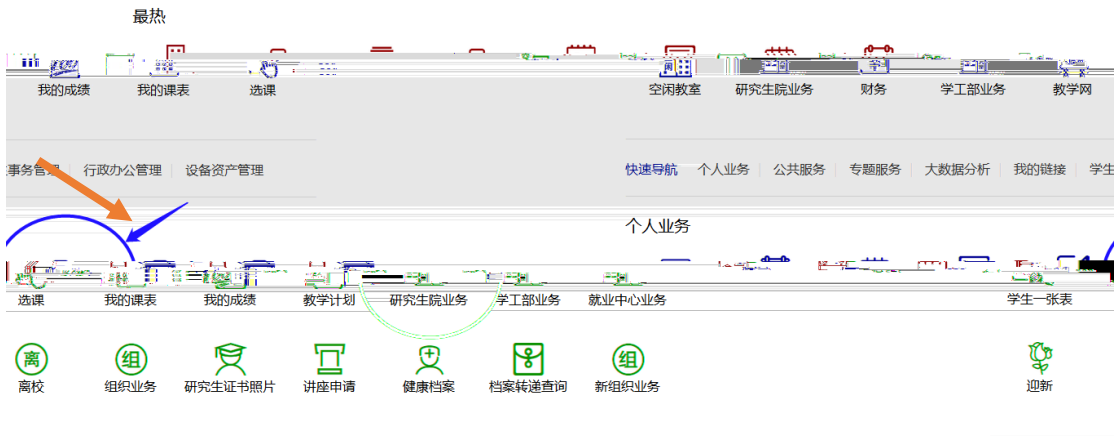 最热
我的成绩 我的课表 选课 空闲教室 研究生院业务 财务 学工部业务 教学网
事务管理 行政办公管理 设备资产管理 快速导航 个人业务 公共服务 专题服务 大数据分析 我的链接 学生
个人业务
选课 我的课表 我的成绩 教学计划 研究生院业务 学工部业务 就业中心业务 学生一张表
离 组 组
离校 组织业务 研究生证书照片 讲座申请 健康档案 档案转递查询 新组织业务 迎新